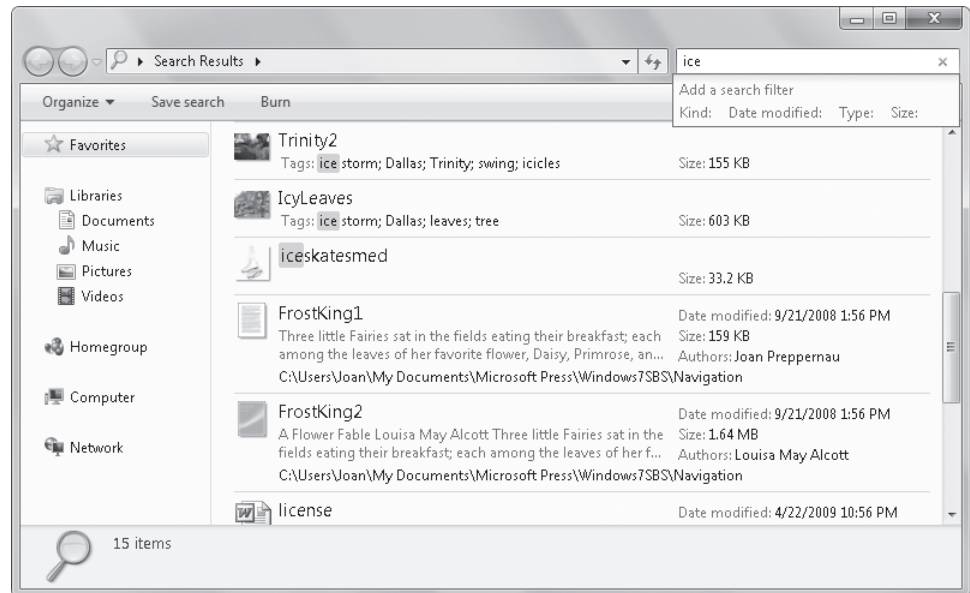 Search Results
ice
Add a search filter
Kind: Date modified: Type: Size:
Organize Save search Burn
Favorites
Libraries
Documents
Music
Pictures
Videos
Homegroup
Computer
Network
Trinity2
Tags: ice storm; Dallas; Trinity; swing; icicles
Size: 155 KB
IcyLeaves
Tags: ice storm; Dallas; leaves; tree
Size: 603 KB
iceskatesmed
Size: 33.2 KB
FrostKing1
Three little Fairies sat in the fields eating their breakfast; each
among the leaves of her favorite flower, Daisy, Primrose, an...
C:\Users\Joan\My Documents\Microsoft Press\Windows7SBS\Navigation
Date modified: 9/21/2008 1:56 PM
Size: 159 KB
Authors: Joan Preppernau
FrostKing2
A Flower Fable Louisa May Alcott Three little Fairies sat in the
fields eating their breakfast; each among the leaves of her f...
C:\Users\Joan\My Documents\Microsoft Press\Windows7SBS\Navigation
Date modified: 9/21/2008 1:56 PM
Size: 1.64 MB
Authors: Louisa May Alcott
license
Date modified: 4/22/2009 10:56 PM
15 items